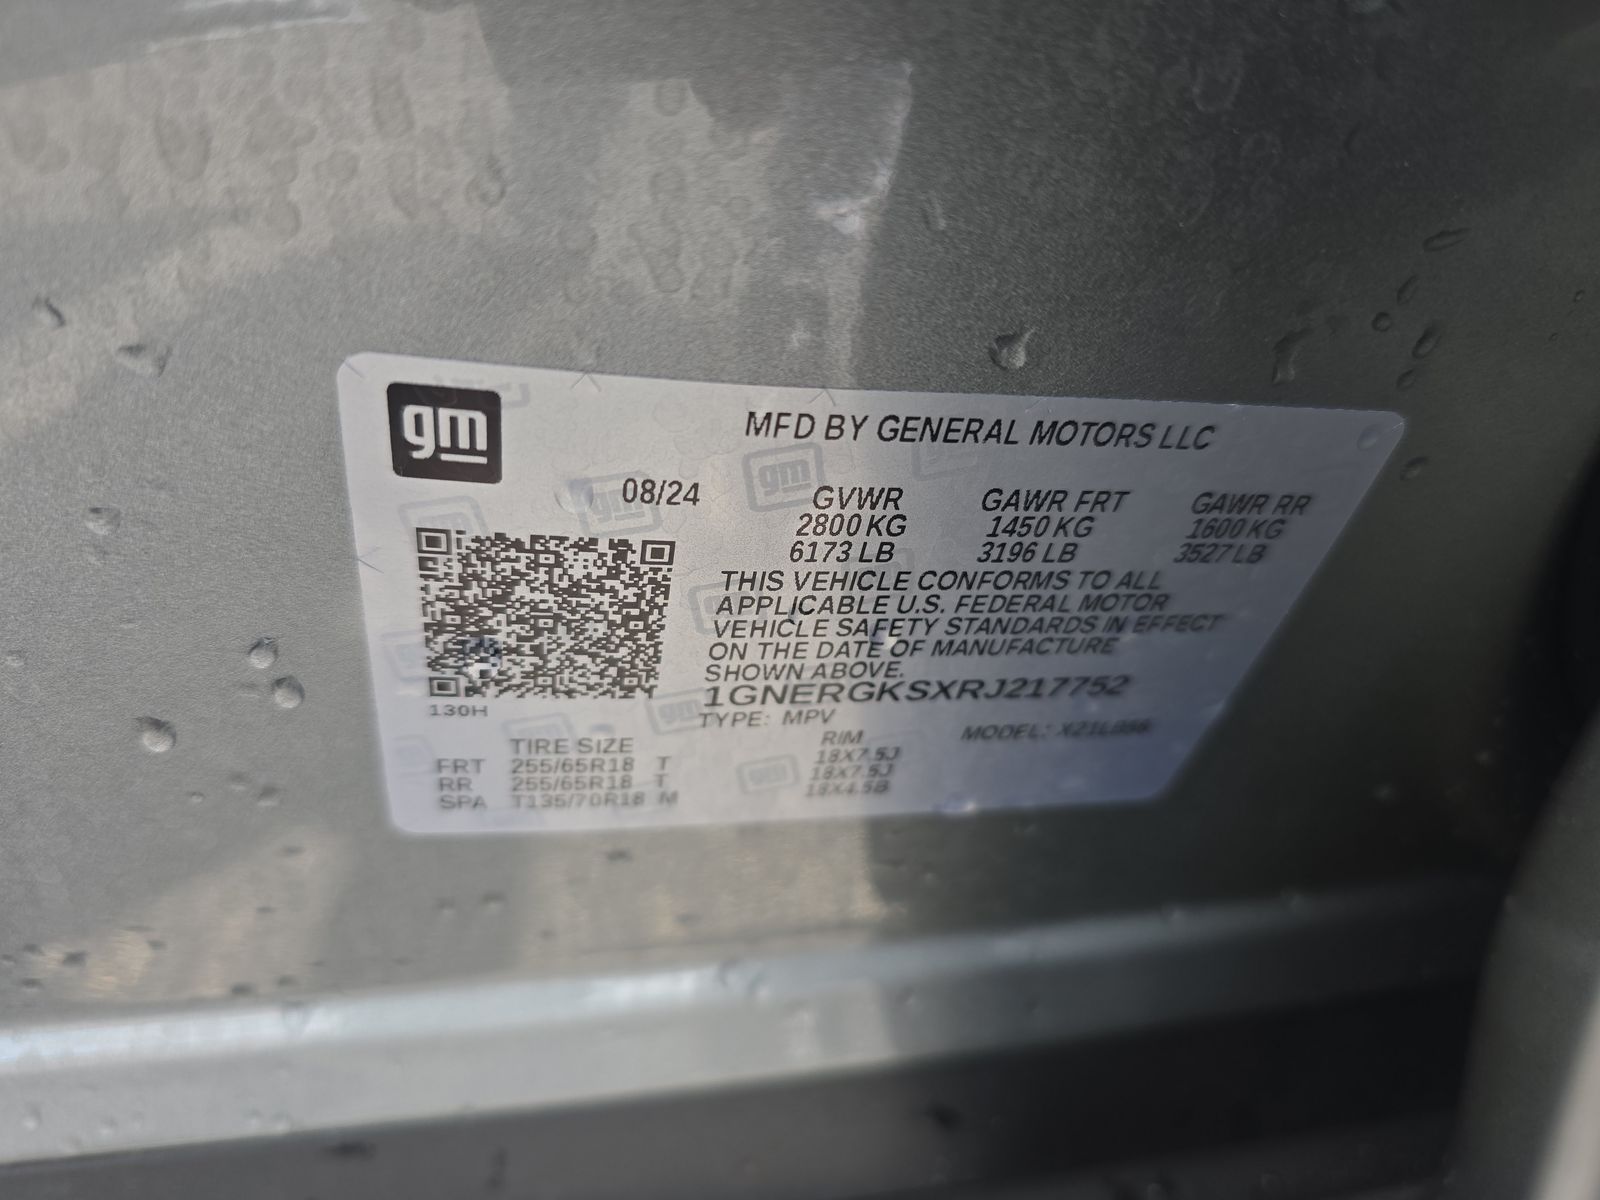 gm
MFD BY GENERAL MOTORS LLC
08/24
GVWR GAWR FRT GAWR RR
2800 KG 1450 KG 1600 KG
6173 LB 3196 LB 3527 LB
THIS VEHICLE CONFORMS TO ALL
APPLICABLE U.S. FEDERAL MOTOR
VEHICLE SAFETY STANDARDS IN EFFECT
ON THE DATE OF MANUFACTURE
SHOWN ABOVE.
1GNERGKSXRJ217752
130H
TYPE: MPV MODEL:
TIRE SIZE RIM
FRT 255/65R18 T 18X7.5J
RR 255/65R18 T 18X7.5J
SPA T135/70R18 M 18X4.5B